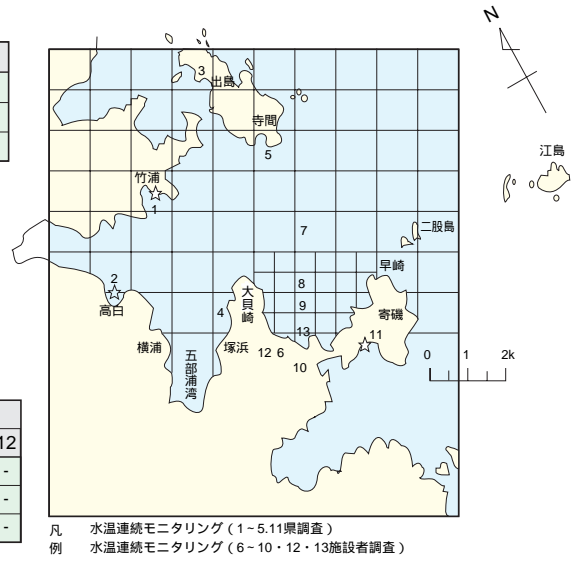 N
3
出島
寺間
5
江島
竹浦
1
7
二股島
早崎
2
高白
大貝崎
8
9
4
寄磯
13
11
横浦
五部浦湾
塚浜
12 6
10
0 1 2k
12
-
-
-
凡 水温連続モニタリング（1~5.11県調査）
例 水温連続モニタリング（6~10・12・13施設者調査）